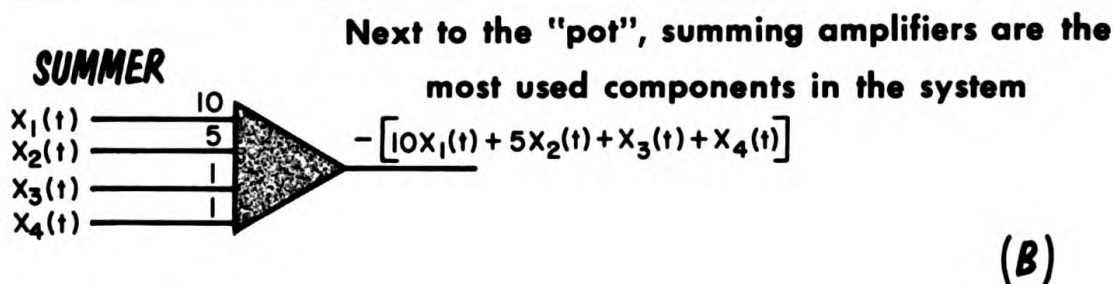 Next to the "pot", summing amplifiers are the
most used components in the system
SUMMER
X₁(t) 10
X₂(t) 5
X₃(t) 1
X₄(t) 1
-[10X₁(t) + 5X₂(t) + X₃(t) + X₄(t)]
(B)